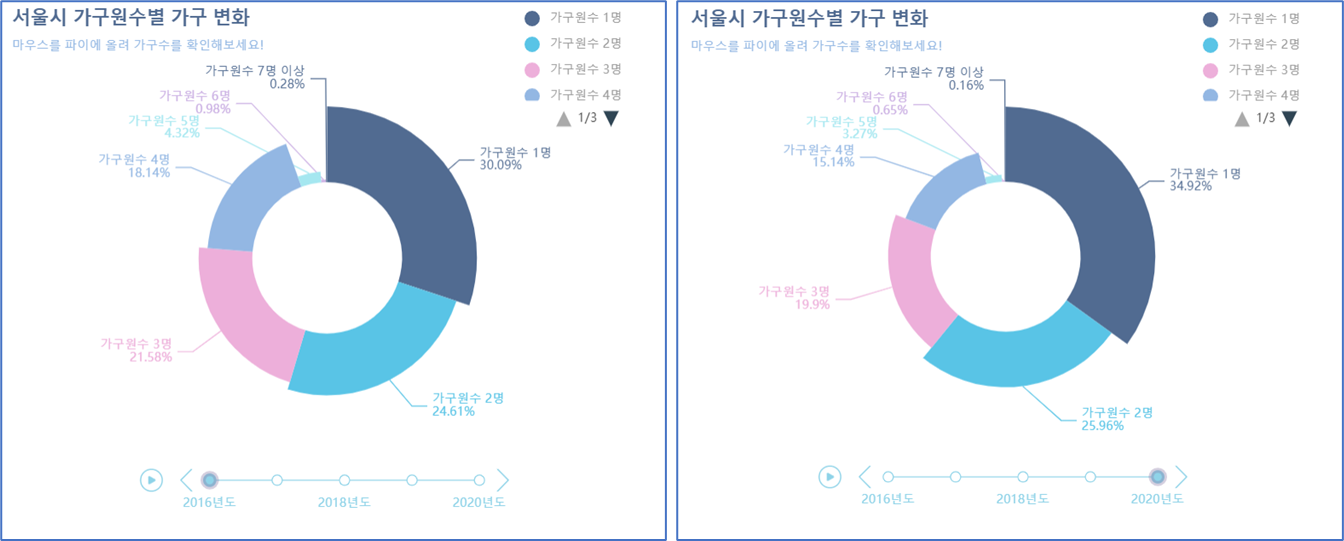 서울시 가구원수별 가구 변화
마우스를 파이에 올려 가구수를 확인해보세요!
가구원수 1명
가구원수 2명
가구원수 3명
가구원수 4명
1/3
가구원수 7명 이상
0.28%
가구원수 6명
0.98%
가구원수 5명
4.32%
가구원수 4명
18.14%
가구원수 1명
30.09%
가구원수 3명
21.58%
가구원수 2명
24.61%
2016년도
2018년도
2020년도
서울시 가구원수별 가구 변화
마우스를 파이에 올려 가구수를 확인해보세요!
가구원수 1명
가구원수 2명
가구원수 3명
가구원수 4명
1/3
가구원수 7명 이상
0.16%
가구원수 6명
0.65%
가구원수 5명
3.27%
가구원수 4명
15.14%
가구원수 1명
34.92%
가구원수 3명
19.9%
가구원수 2명
25.96%
2016년도
2018년도
2020년도